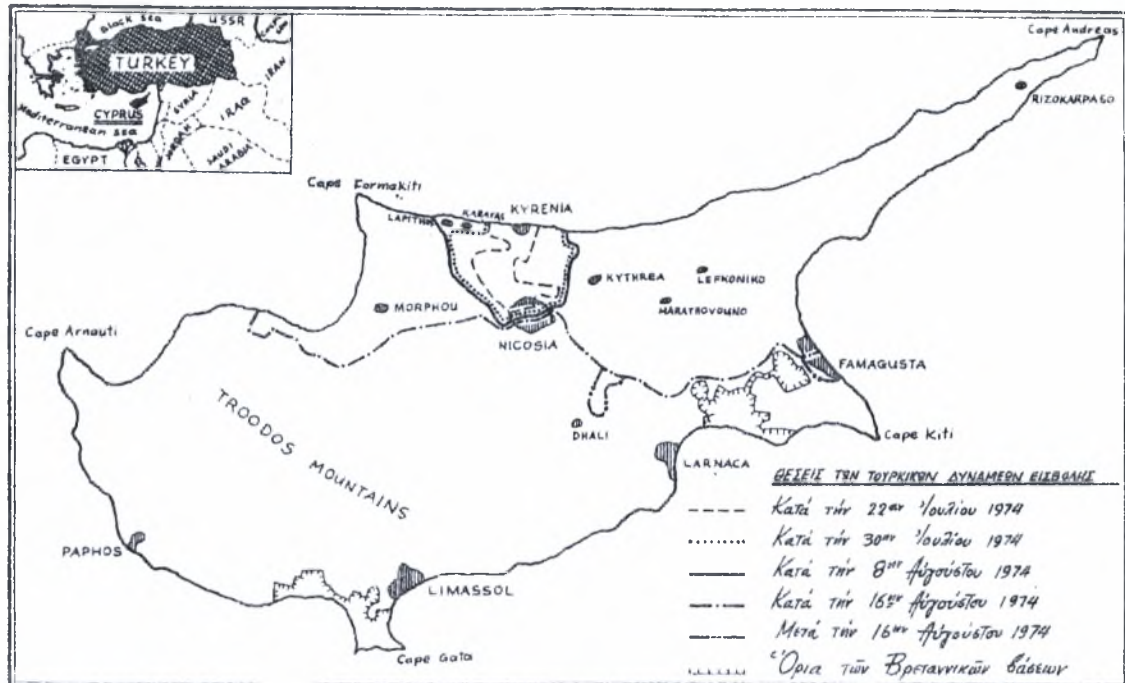 Black Sea
USSR
TURKEY
IRAN
CYPRUS
SYRIA
IRAQ
Mediterranean Sea
JORDAN
SAUDI
ARABIA
EGYPT
Cape Andreas
RIZOKARPASO
Cape Kormakiti
LAPITHOS
KARAVAS
KYRENIA
KYTHREA
LEFKONIKO
MORPHOU
MARATHOVOUNO
Cape Arnauti
NICOSIA
FAMAGUSTA
TROODOS MOUNTAINS
DHALI
Cape Kiti
LARNACA
PAPHOS
LIMASSOL
Cape Gata
ΘΕΣΕΙΣ ΤΩΝ ΤΟΥΡΚΙΚΩΝ ΔΥΝΑΜΕΩΝ ΕΙΣΒΟΛΗΣ
Κατά τήν 22αν Ἰουλίου 1974
Κατά τήν 30ην Ἰουλίου 1974
Κατά τήν 8ην Αὐγούστου 1974
Κατά τήν 16ην Αὐγούστου 1974
Μετά τήν 16ην Αὐγούστου 1974
Ὅρια τῶν Βρεταννικῶν βάσεων